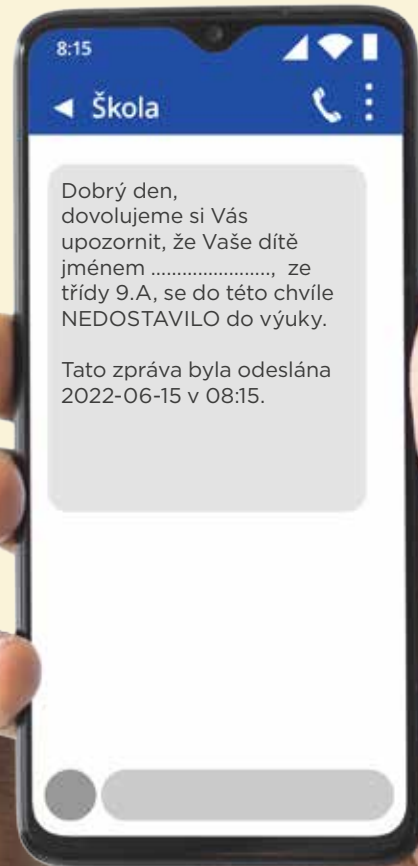 8:15
Škola
Dobrý den,
dovolujeme si Vás
upozornit, že Vaše dítě
jménem ......................., ze
třídy 9.A, se do této chvíle
NEDOSTAVILO do výuky.
Tato zpráva byla odeslána
2022-06-15 v 08:15.